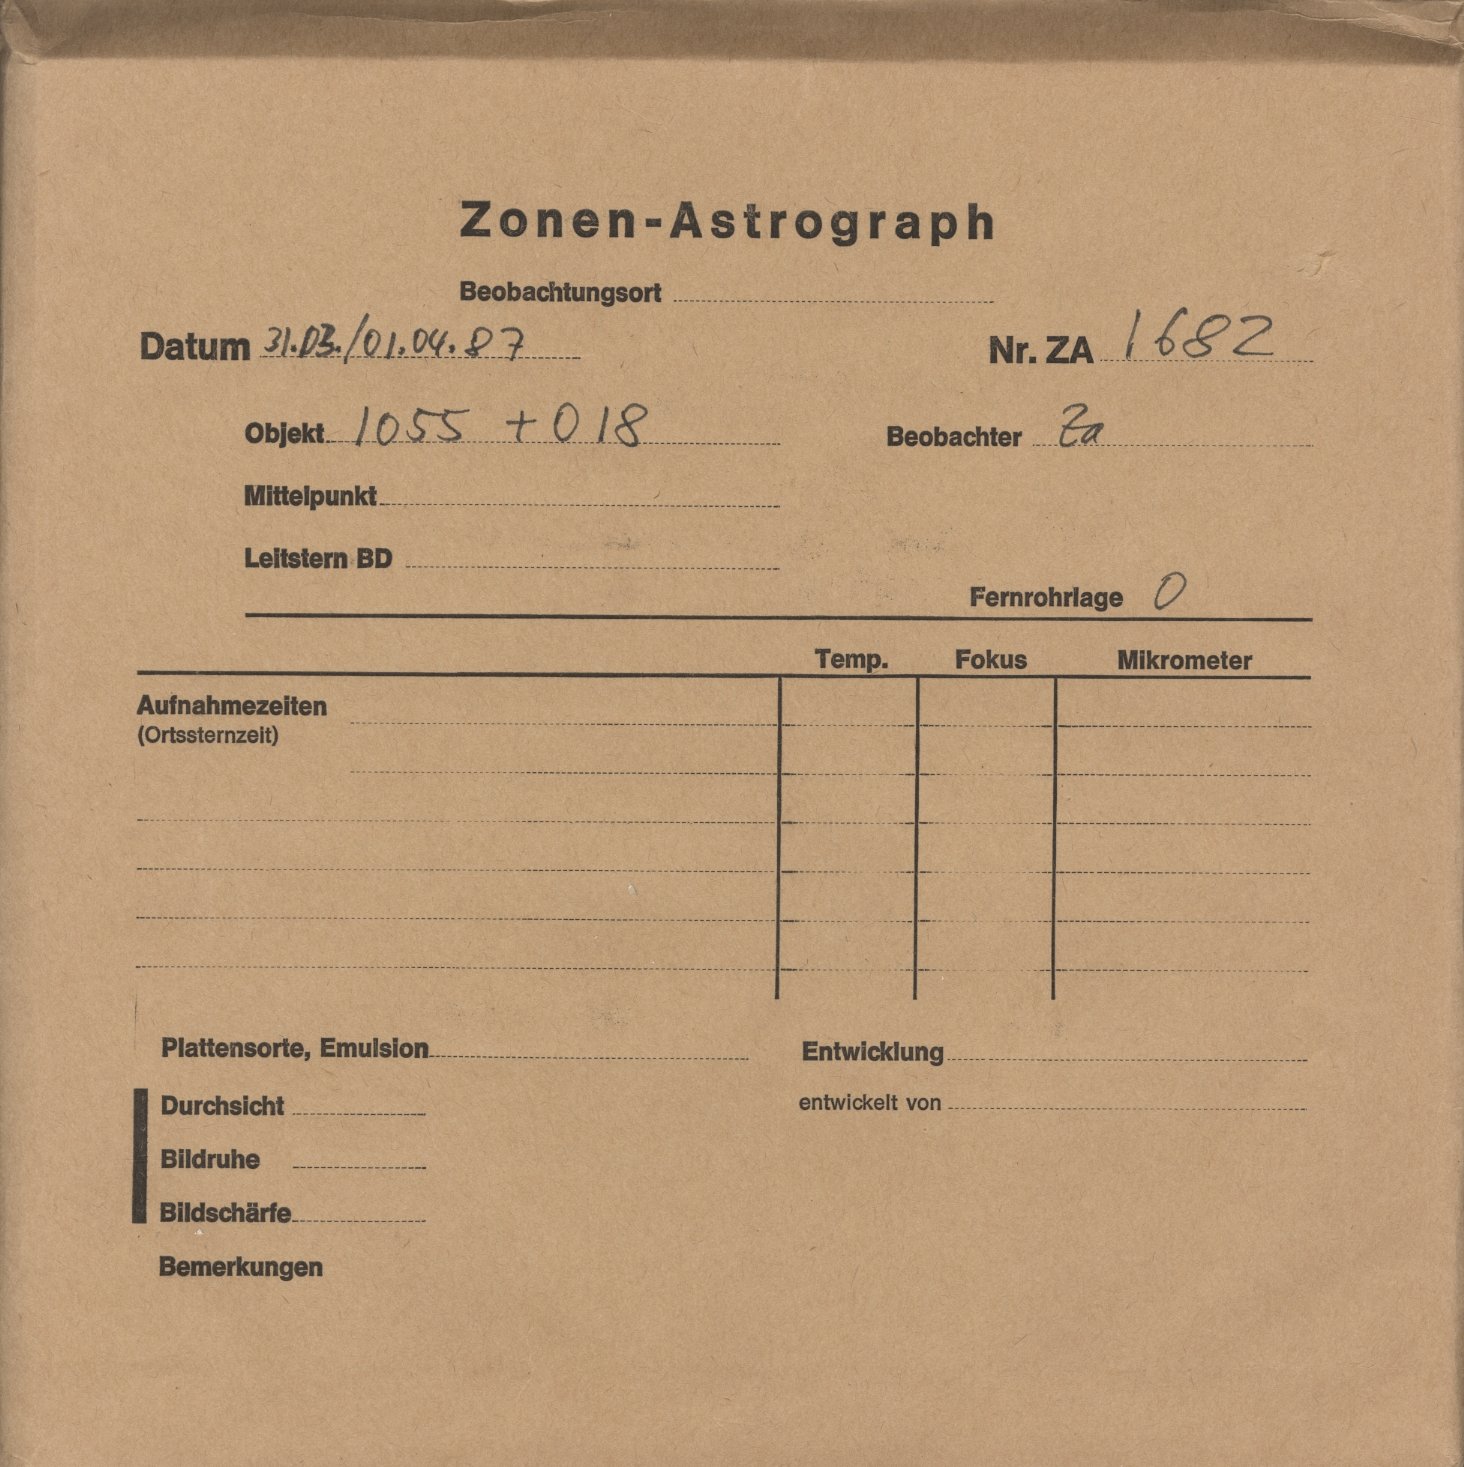 Zonen-Astrograph
Beobachtungsort
Datum 31.03./01.04.87
Nr. ZA 1682
Objekt 1055 +018
Beobachter Za
Mittelpunkt
Leitstern BD
Fernrohrlage O
Temp. Fokus Mikrometer
Aufnahmezeiten
(Ortssternzeit)
Plattensorte, Emulsion
Entwicklung
Durchsicht
entwickelt von
Bildruhe
Bildschärfe
Bemerkungen